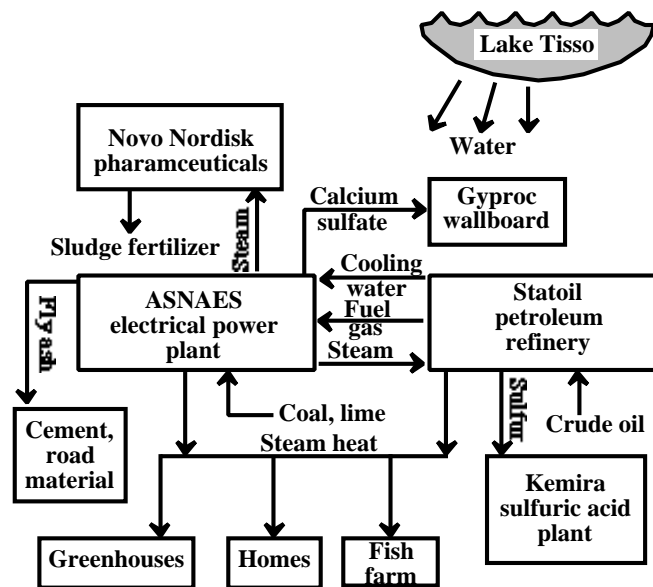 Lake Tisso
Water
Novo Nordisk
pharamceuticals
Steam
Sludge fertilizer
Calcium
sulfate
Gyproc
wallboard
Cooling
water
Fuel
gas
Steam
ASNAES
electrical power
plant
Statoil
petroleum
refinery
Fly ash
Sulfur
Coal, lime
Crude oil
Steam heat
Cement,
road
material
Kemira
sulfuric acid
plant
Greenhouses
Homes
Fish
farm